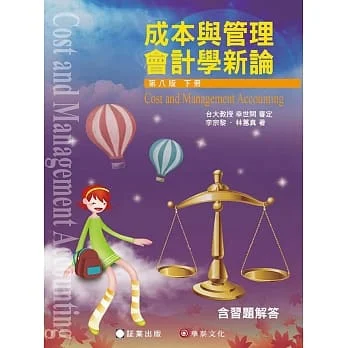 Cost and Management Accounting
成本與管理
會計學新論
第八版 下冊
Cost and Management Accounting
台大教授 幸世間 審定
李宗黎・林蕙真 著
含習題解答
証業出版
華泰文化